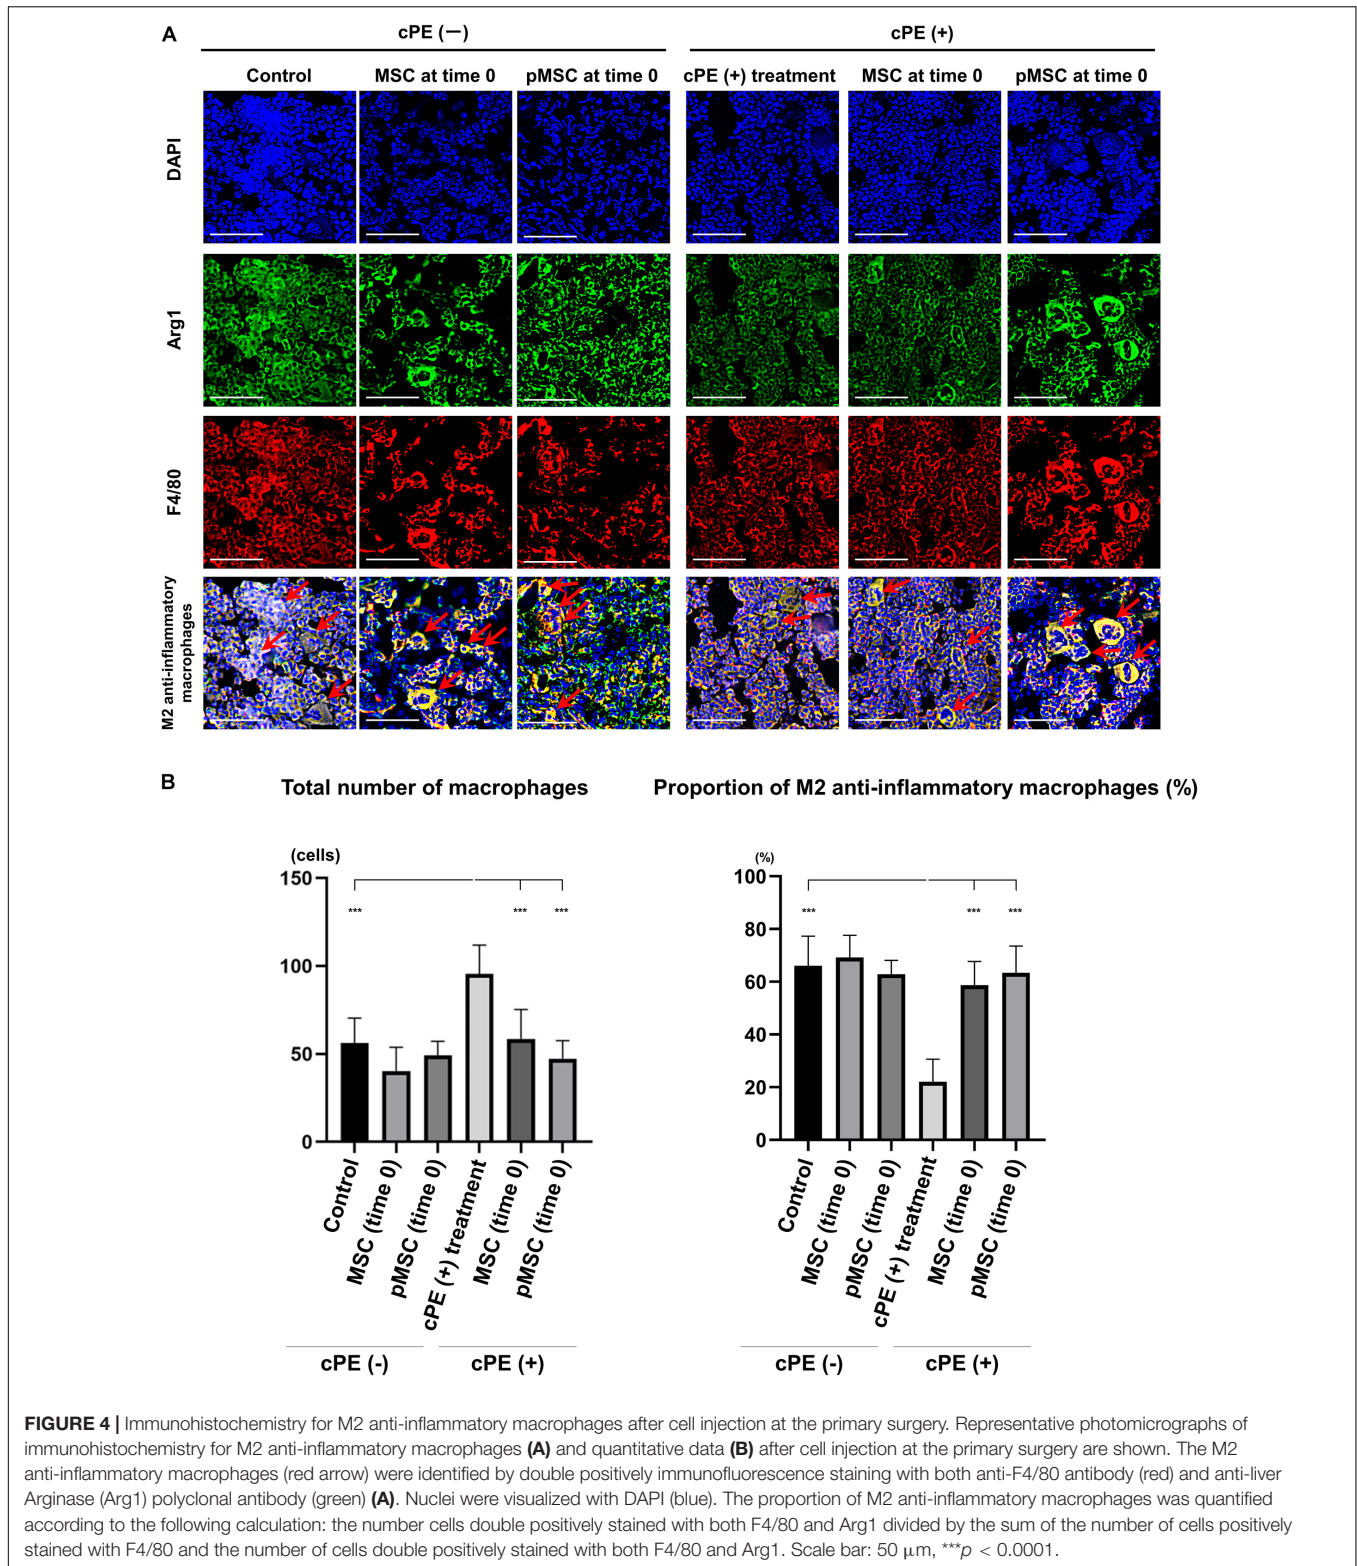 A
cPE (—)
cPE (+)
Control
MSC at time 0
pMSC at time 0
cPE (+) treatment
MSC at time 0
pMSC at time 0
DAPI
Arg1
F4/80
M2 anti-inflammatory
macrophages
B
Total number of macrophages
Proportion of M2 anti-inflammatory macrophages (%)
(cells)
150
100
50
0
***
***
***
Control
MSC (time 0)
pMSC (time 0)
cPE (+) treatment
MSC (time 0)
pMSC (time 0)
cPE (-)
cPE (+)
(%)
100
80
60
40
20
0
***
***
***
Control
MSC (time 0)
pMSC (time 0)
cPE (+) treatment
MSC (time 0)
pMSC (time 0)
cPE (-)
cPE (+)
FIGURE 4 | Immunohistochemistry for M2 anti-inflammatory macrophages after cell injection at the primary surgery. Representative photomicrographs of
immunohistochemistry for M2 anti-inflammatory macrophages (A) and quantitative data (B) after cell injection at the primary surgery are shown. The M2
anti-inflammatory macrophages (red arrow) were identified by double positively immunofluorescence staining with both anti-F4/80 antibody (red) and anti-liver
Arginase (Arg1) polyclonal antibody (green) (A). Nuclei were visualized with DAPI (blue). The proportion of M2 anti-inflammatory macrophages was quantified
according to the following calculation: the number cells double positively stained with both F4/80 and Arg1 divided by the sum of the number of cells positively
stained with F4/80 and the number of cells double positively stained with both F4/80 and Arg1. Scale bar: 50 μm, ***p < 0.0001.